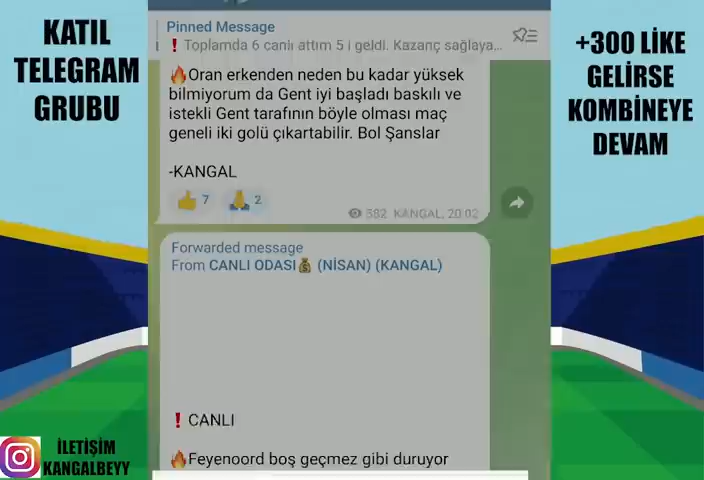 KATIL
TELEGRAM
GRUBU
Pinned Message
❗ Toplamda 6 canlı attım 5 i geldi. Kazanç sağlaya...
🔥Oran erkenden neden bu kadar yüksek
bilmiyorum da Gent iyi başladı baskılı ve
istekli Gent tarafının böyle olması maç
geneli iki golü çıkartabilir. Bol Şanslar
-KANGAL
👍 7 🙏 2
582 KANGAL, 20:02
Forwarded message
From CANLI ODASI💰 (NİSAN) (KANGAL)
❗ CANLI
🔥Feyenoord boş geçmez gibi duruyor
+300 LİKE
GELİRSE
KOMBİNEYE
DEVAM
İLETİŞİM
KANGALBEYY